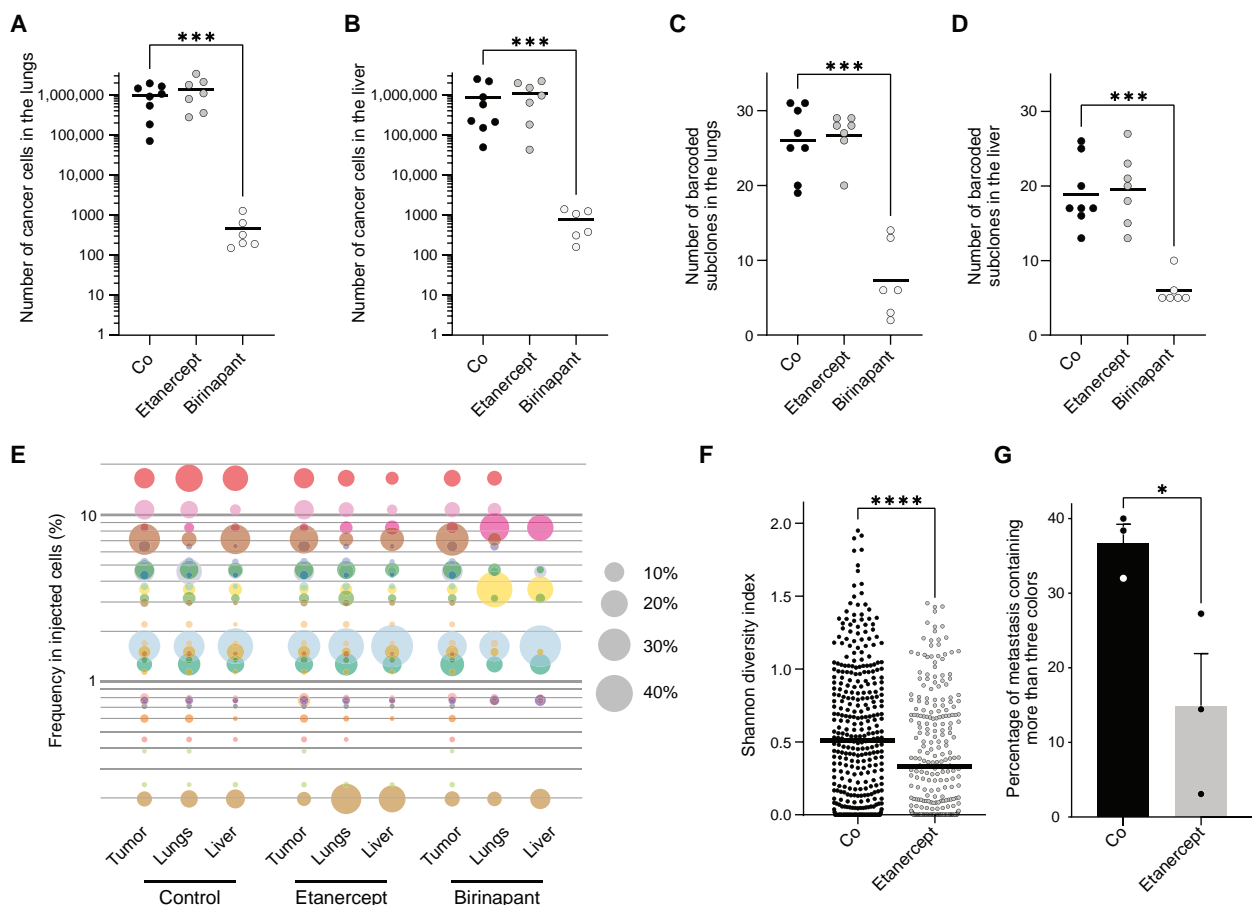 A
Number of cancer cells in the lungs
***
1,000,000
100,000
10,000
1000
100
10
1
Co
Etanercept
Birinapant
B
Number of cancer cells in the liver
***
1,000,000
100,000
10,000
1000
100
10
1
Co
Etanercept
Birinapant
C
Number of barcoded
subclones in the lungs
***
30
20
10
0
Co
Etanercept
Birinapant
D
Number of barcoded
subclones in the liver
***
30
20
10
0
Co
Etanercept
Birinapant
E
Frequency in injected cells (%)
10
1
10%
20%
30%
40%
Tumor
Lungs
Liver
Tumor
Lungs
Liver
Tumor
Lungs
Liver
Control
Etanercept
Birinapant
F
Shannon diversity index
****
2.0
1.5
1.0
0.5
0.0
Co
Etanercept
G
Percentage of metastasis containing
more than three colors
*
40
30
20
10
0
Co
Etanercept